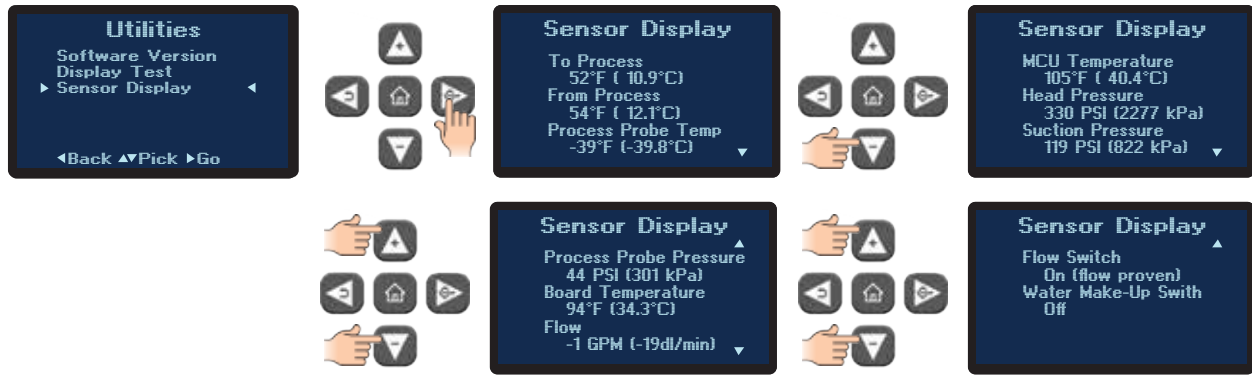 Utilities
Software Version
Display Test
▶ Sensor Display ◀
◀Back ▲▼Pick ▶Go
Sensor Display
To Process
52°F ( 10.9°C)
From Process
54°F ( 12.1°C)
Process Probe Temp
-39°F (-39.8°C) ▼
Sensor Display
MCU Temperature
105°F ( 40.4°C)
Head Pressure
330 PSI (2277 kPa)
Suction Pressure
119 PSI (822 kPa) ▼
Sensor Display
Process Probe Pressure
44 PSI (301 kPa)
Board Temperature
94°F (34.3°C)
Flow
-1 GPM (-19dl/min) ▼
Sensor Display
Flow Switch
On (flow proven)
Water Make-Up Swith
Off